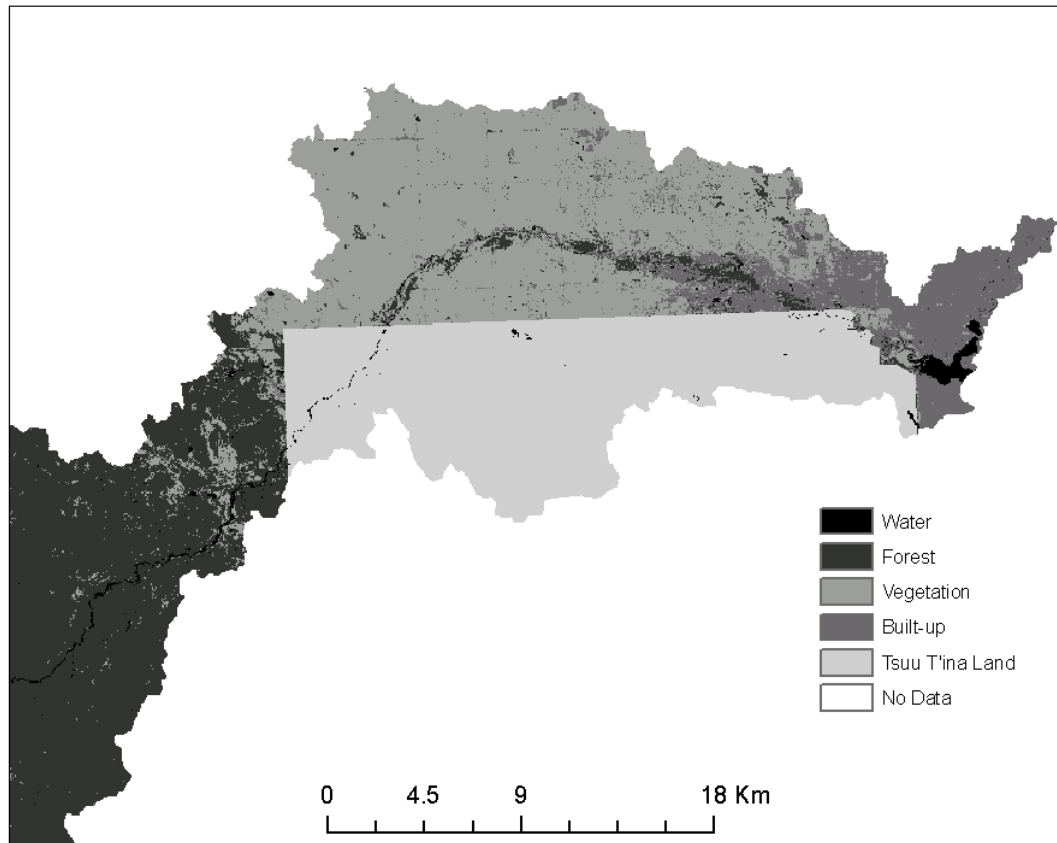 Water
Forest
Vegetation
Built-up
Tsuu T'ina Land
No Data
0 4.5 9 18 Km